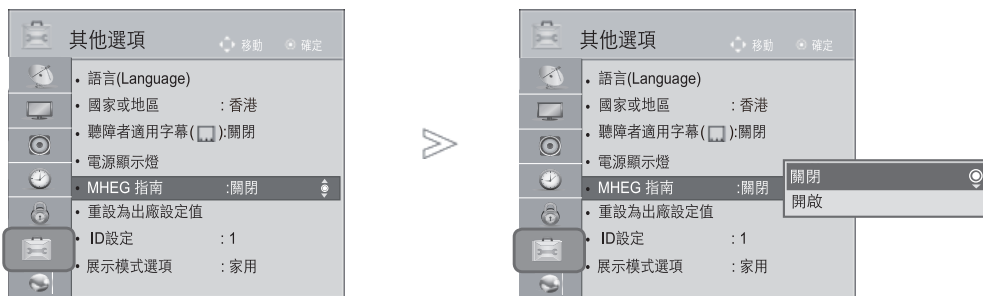 其他選項 移動 確定
• 語言(Language)
• 國家或地區 : 香港
• 聽障者適用字幕( ):關閉
• 電源顯示燈
• MHEG 指南 :關閉
• 重設為出廠設定值
• ID設定 : 1
• 展示模式選項 : 家用
其他選項 移動 確定
• 語言(Language)
• 國家或地區 : 香港
• 聽障者適用字幕( ):關閉
• 電源顯示燈
• MHEG 指南 :關閉
• 重設為出廠設定值
• ID設定 : 1
• 展示模式選項 : 家用
關閉
開啟